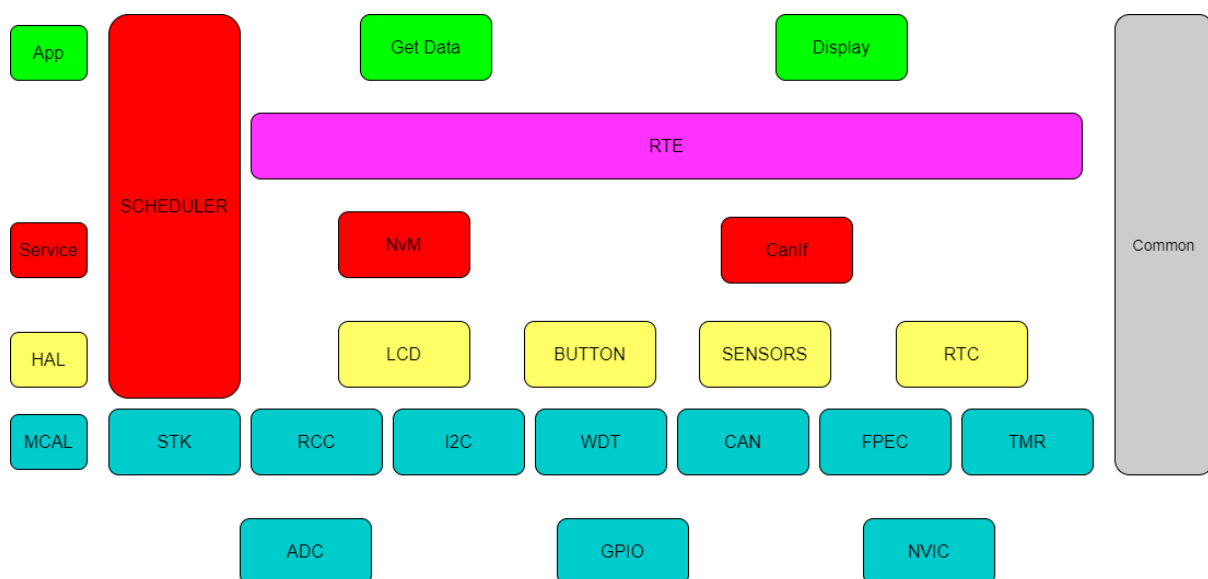 App
Get Data
Display
RTE
SCHEDULER
Service
NvM
CanIf
Common
HAL
LCD
BUTTON
SENSORS
RTC
MCAL
STK
RCC
I2C
WDT
CAN
FPEC
TMR
ADC
GPIO
NVIC